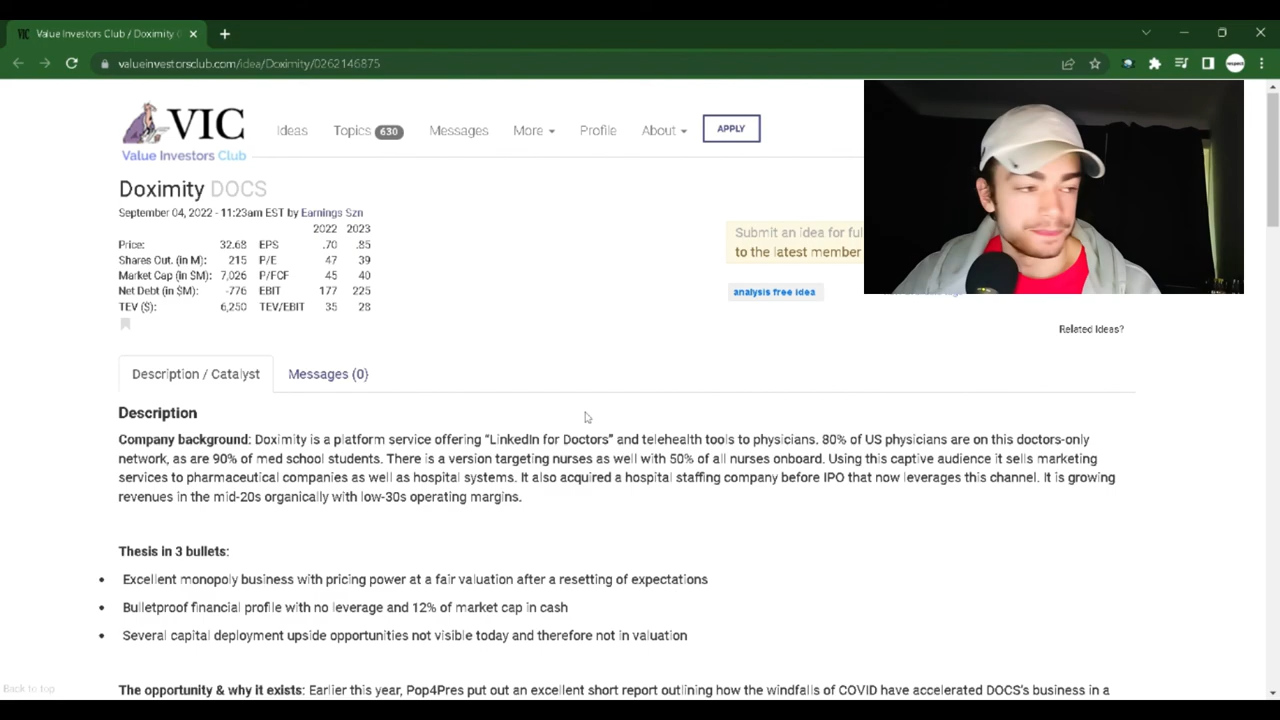 Value Investors Club / Doximity
valueinvestorsclub.com/idea/Doximity/0262146875
VIC
Value Investors Club
Ideas
Topics 630
Messages
More
Profile
About
APPLY
Doximity DOCS
September 04, 2022 - 11:23am EST by Earnings Szn
2022 2023
Price: 32.68 EPS .70 .85
Shares Out. (in M): 215 P/E 47 39
Market Cap (in $M): 7,026 P/FCF 45 40
Net Debt (in $M): -776 EBIT 177 225
TEV ($): 6,250 TEV/EBIT 35 28
Submit an idea for
to the latest member
analysis free idea
Related Ideas?
Description / Catalyst
Messages (0)
Description
Company background: Doximity is a platform service offering "LinkedIn for Doctors" and telehealth tools to physicians. 80% of US physicians are on this doctors-only
network, as are 90% of med school students. There is a version targeting nurses as well with 50% of all nurses onboard. Using this captive audience it sells marketing
services to pharmaceutical companies as well as hospital systems. It also acquired a hospital staffing company before IPO that now leverages this channel. It is growing
revenues in the mid-20s organically with low-30s operating margins.
Thesis in 3 bullets:
• Excellent monopoly business with pricing power at a fair valuation after a resetting of expectations
• Bulletproof financial profile with no leverage and 12% of market cap in cash
• Several capital deployment upside opportunities not visible today and therefore not in valuation
Back to top
The opportunity & why it exists: Earlier this year, Pop4Pres put out an excellent short report outlining how the windfalls of COVID have accelerated DOCS's business in a